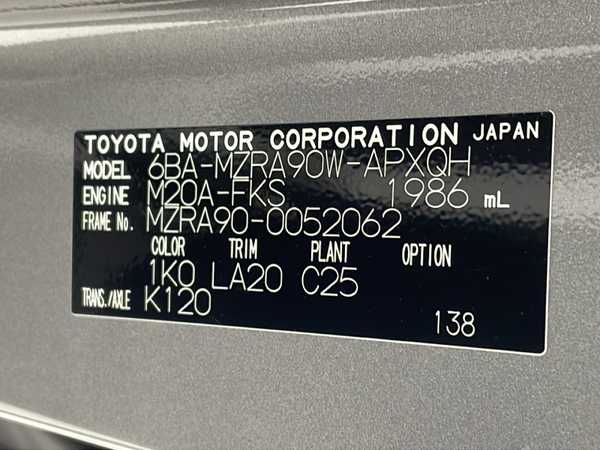 TOYOTA MOTOR CORPORATION JAPAN
MODEL 6BA-MZRA90W-APXQH
ENGINE M20A-FKS 1986 mL
FRAME No. MZRA90-0052062
COLOR TRIM PLANT OPTION
1K0 LA20 C25
TRANS./AXLE K120
138